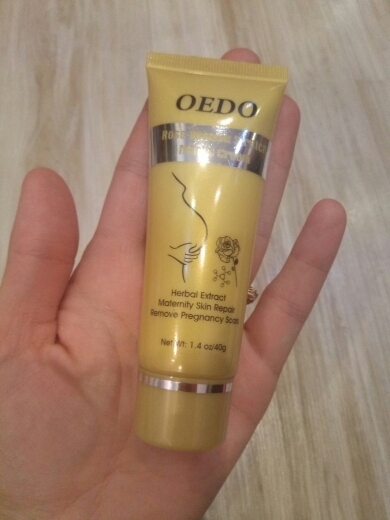 OEDO
Herbal Extract
Maternity Skin Repair
Remove Pregnancy Scars
Net Wt: 1.4 oz/40g